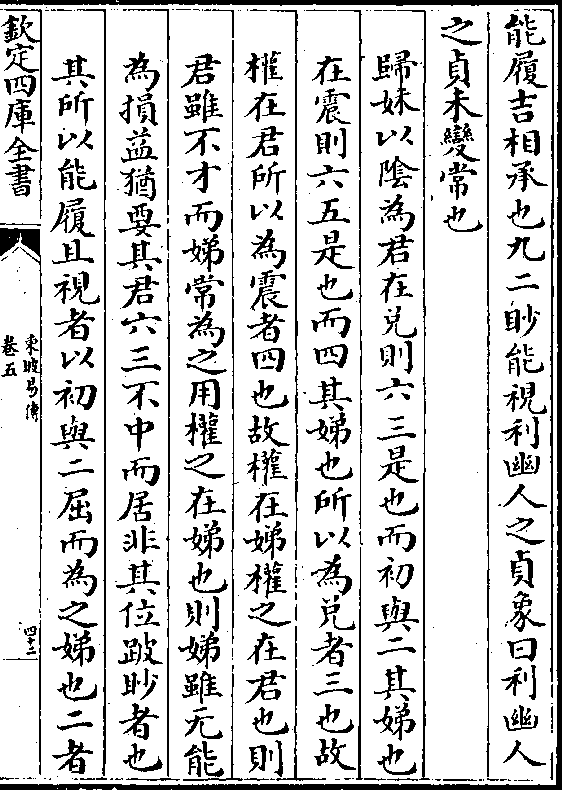 能履吉相承也九二眇能視利幽人之貞象曰利幽人
之貞未變常也
歸妹以陰為君在兌則六三是也而初與二其娣也
在震則六五是也而四其娣也所以為兌者三也故
權在君所以為震者四也故權在娣權之在君也則
君雖不才而娣常為之用權之在娣也則娣雖无能
為損益猶要其君六三不中而居非其位跛眇者也
其所以能履且視者以初與二屈而為之娣也二者
欽定四庫全書
東坡易傳
卷五
四十二